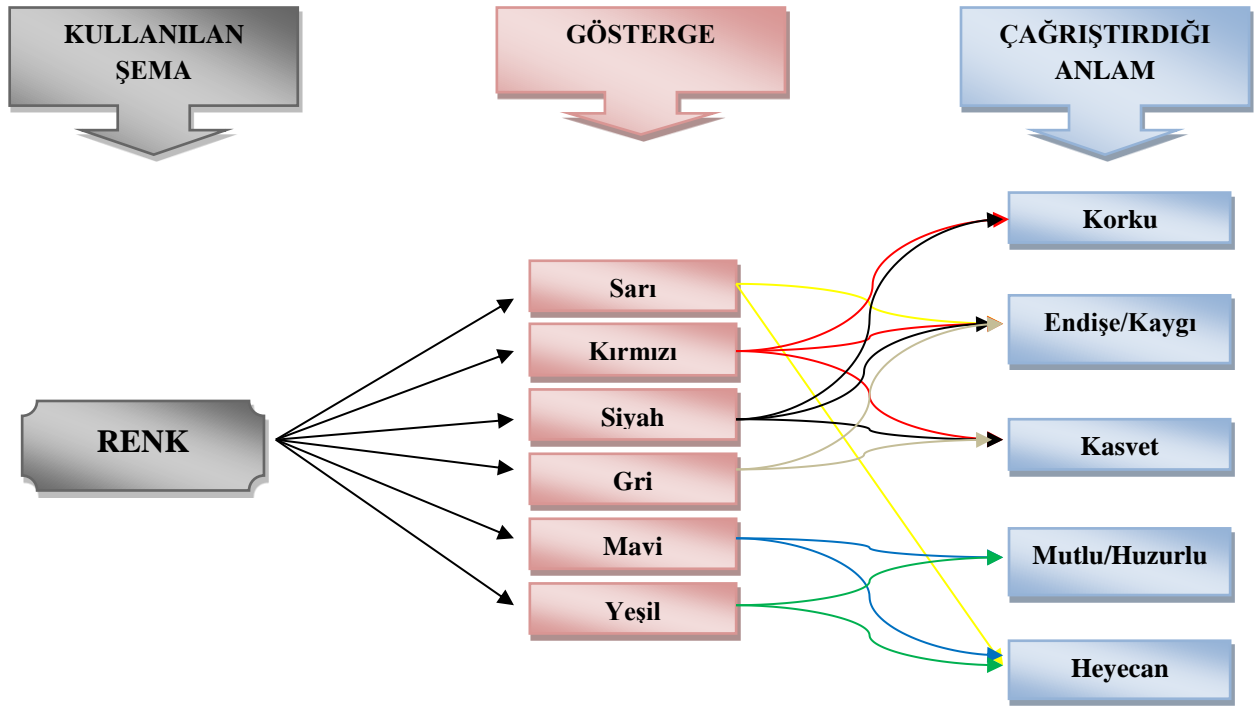 KULLANILAN
ŞEMA
GÖSTERGE
ÇAĞRIŞTIRDIĞI
ANLAM
RENK
Sarı
Kırmızı
Siyah
Gri
Mavi
Yeşil
Korku
Endişe/Kaygı
Kasvet
Mutlu/Huzurlu
Heyecan